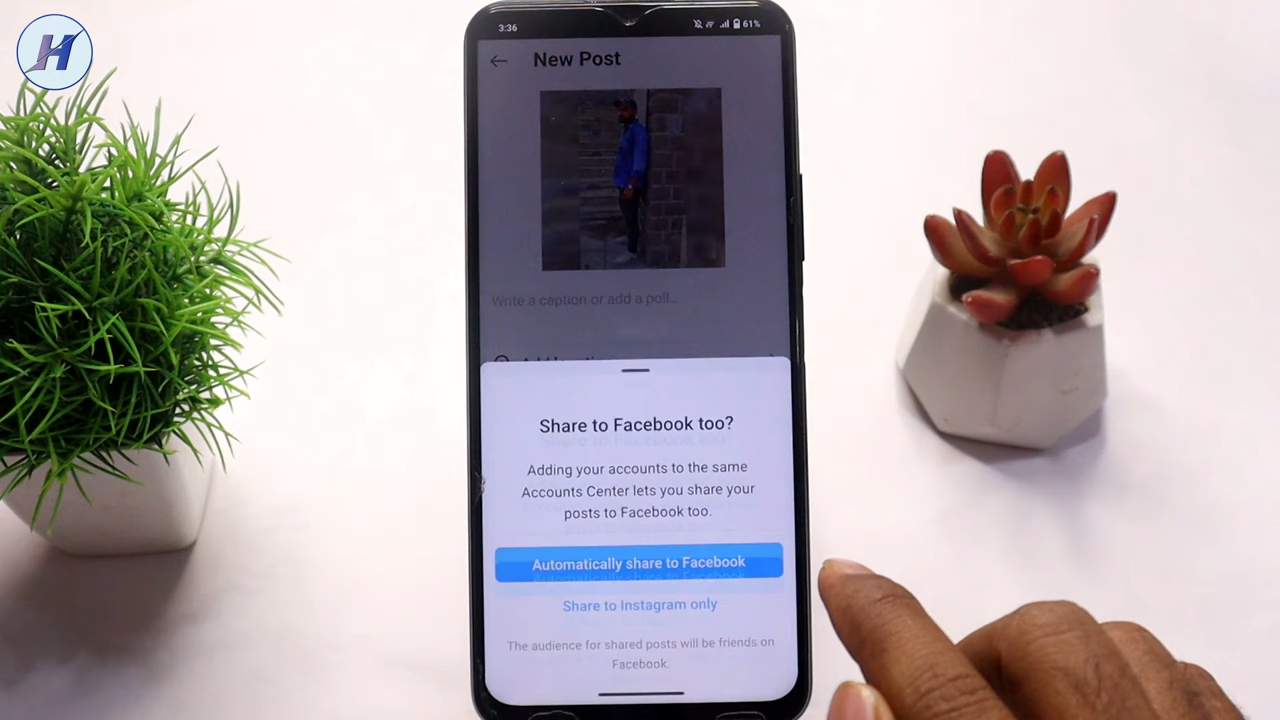 H
3:36
61%
New Post
Write a caption or add a poll...
Share to Facebook too?
Adding your accounts to the same
Accounts Center lets you share your
posts to Facebook too.
Automatically share to Facebook
Share to Instagram only
The audience for shared posts will be friends on
Facebook.